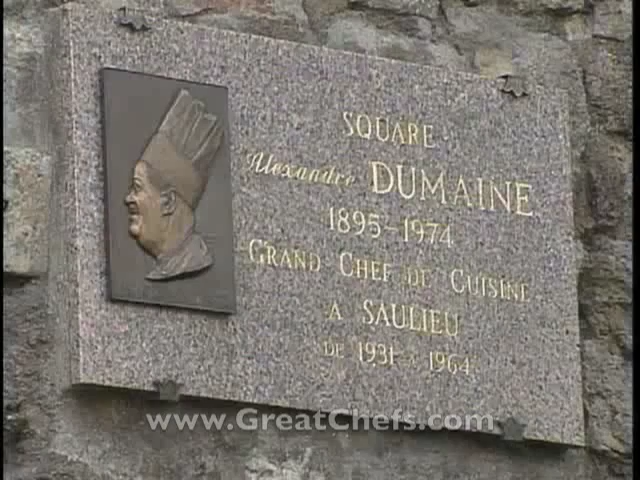 SQUARE
Alexandre DUMAINE
1895-1974
GRAND CHEF DE CUISINE
A SAULIEU
DE 1931 A 1964
www.GreatChefs.com